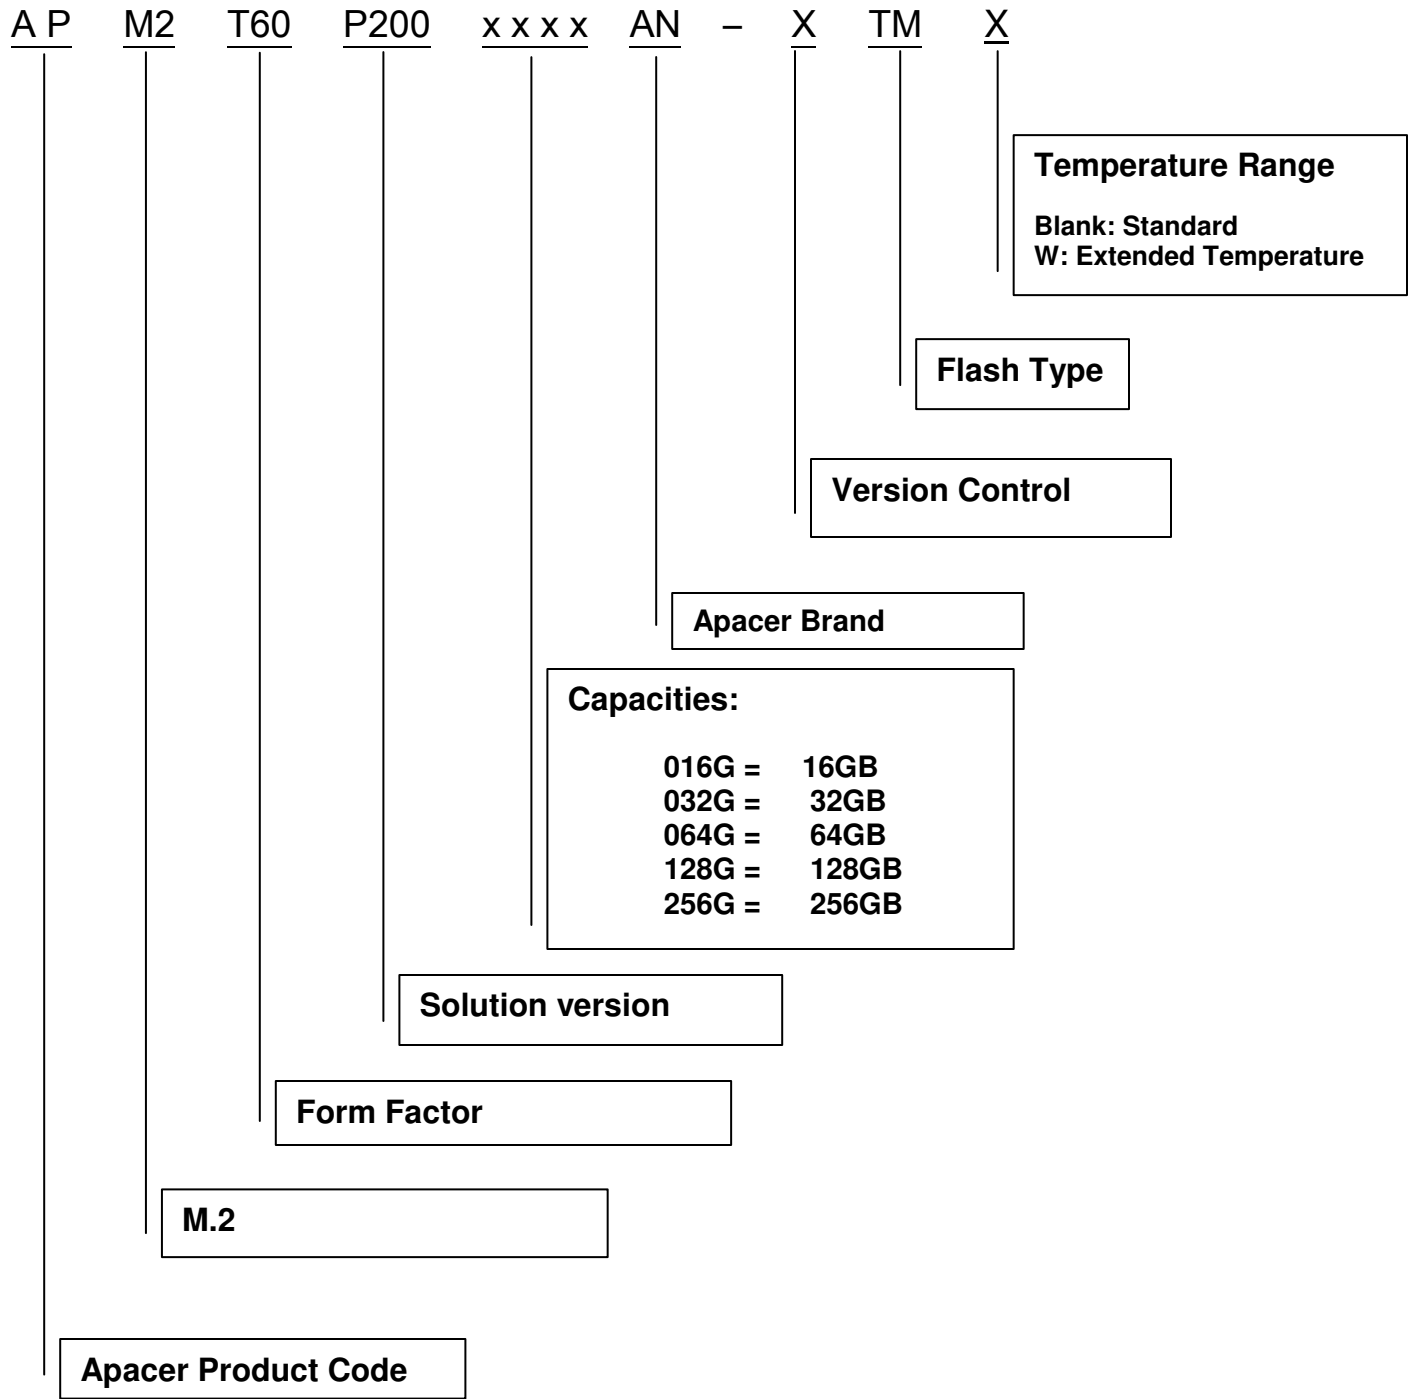 A P M2 T60 P200 x x x x AN – X TM X
Temperature Range
Blank: Standard
W: Extended Temperature
Flash Type
Version Control
Apacer Brand
Capacities:
016G = 16GB
032G = 32GB
064G = 64GB
128G = 128GB
256G = 256GB
Solution version
Form Factor
M.2
Apacer Product Code